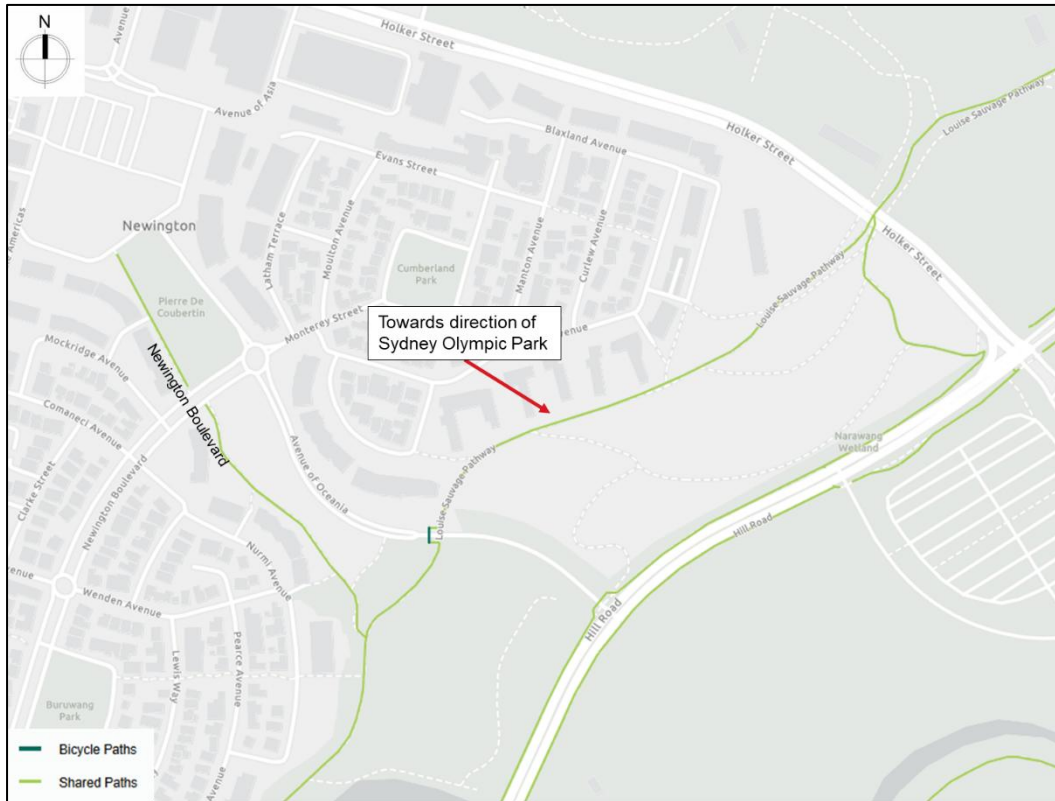 N
Holker Street
Avenue
Avenue of Asia
Blaxland Avenue
Louise Sauvage Pathway
Holker Street
Evans Street
Newington
Americas
Latham Terrace
Moulton Avenue
Cumberland
Park
Manton Avenue
Curlew Avenue
Holker Street
Louise Sauvage Pathway
Pierre De
Coubertin
Monterey Street
Avenue
Towards direction of
Sydney Olympic Park
Mockridge Avenue
Newington Boulevard
Comaneci Avenue
Clarke Street
Newington Boulevard
Avenue of Oceania
Louise Sauvage Pathway
Narawang
Wetland
Hill Road
Nurmi Avenue
Wenden Avenue
Hill Road
Lewis Way
Pearce Avenue
Buruwang
Park
Bicycle Paths
Shared Paths